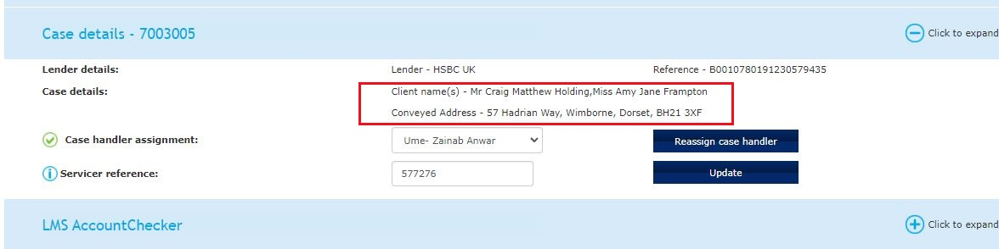 Case details - 7003005
Click to expand
Lender details:
Lender - HSBC UK
Reference - B0010780191230579435
Case details:
Client name(s) - Mr Craig Matthew Holding,Miss Amy Jane Frampton
Conveyed Address - 57 Hadrian Way, Wimborne, Dorset, BH21 3XF
Case handler assignment:
Ume- Zainab Anwar
Reassign case handler
Servicer reference:
577276
Update
LMS AccountChecker
Click to expand